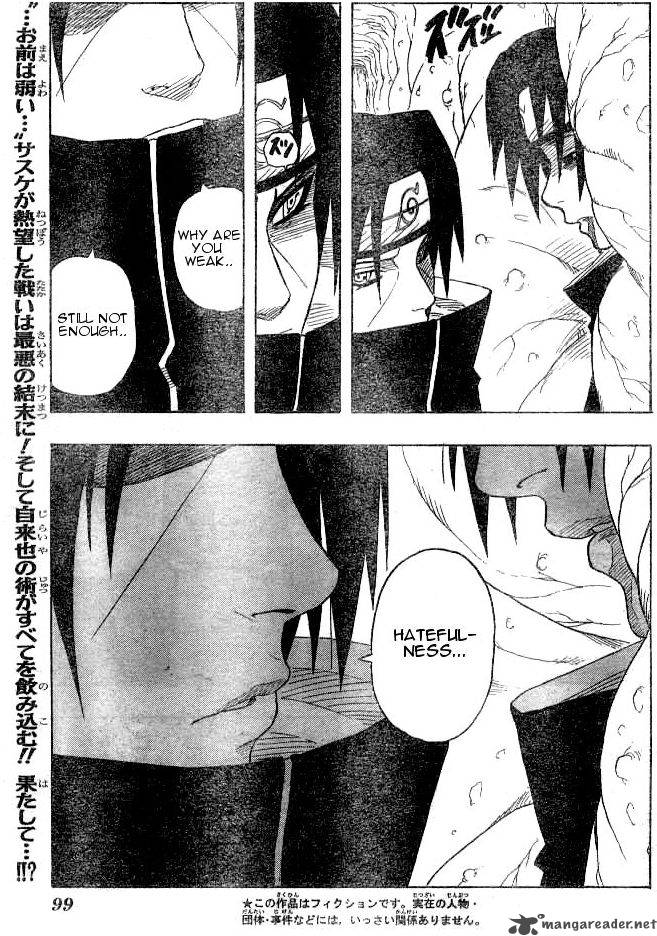 ズズッ
ズッ
WHY ARE
YOU
WEAK..
STILL NOT
ENOUGH..
HATEFUL-
NESS...
“…お前は弱い…”サスケが熱望した戦いは最悪の結末に!そして自来也の術がすべてを飲み込む!!果たして…!!?
99
★この作品はフィクションです。実在の人物・
団体・事件などには、いっさい関係ありません。
mangareader.net